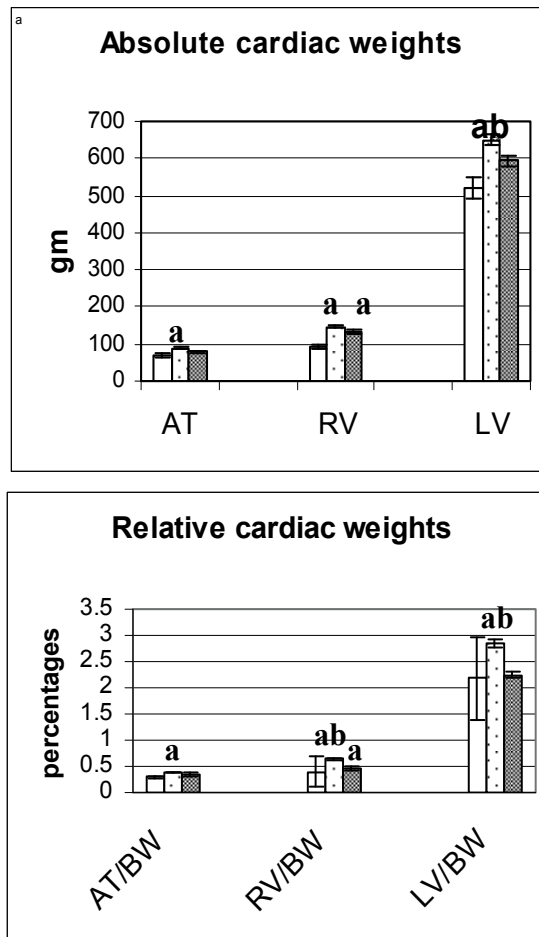 a
Absolute cardiac weights
700
600
500
400
300
200
100
0
gm
a
a a
ab
AT RV LV
Relative cardiac weights
3.5
3
2.5
2
1.5
1
0.5
0
percentages
a
ab
a
ab
AT/BW RV/BW LV/BW